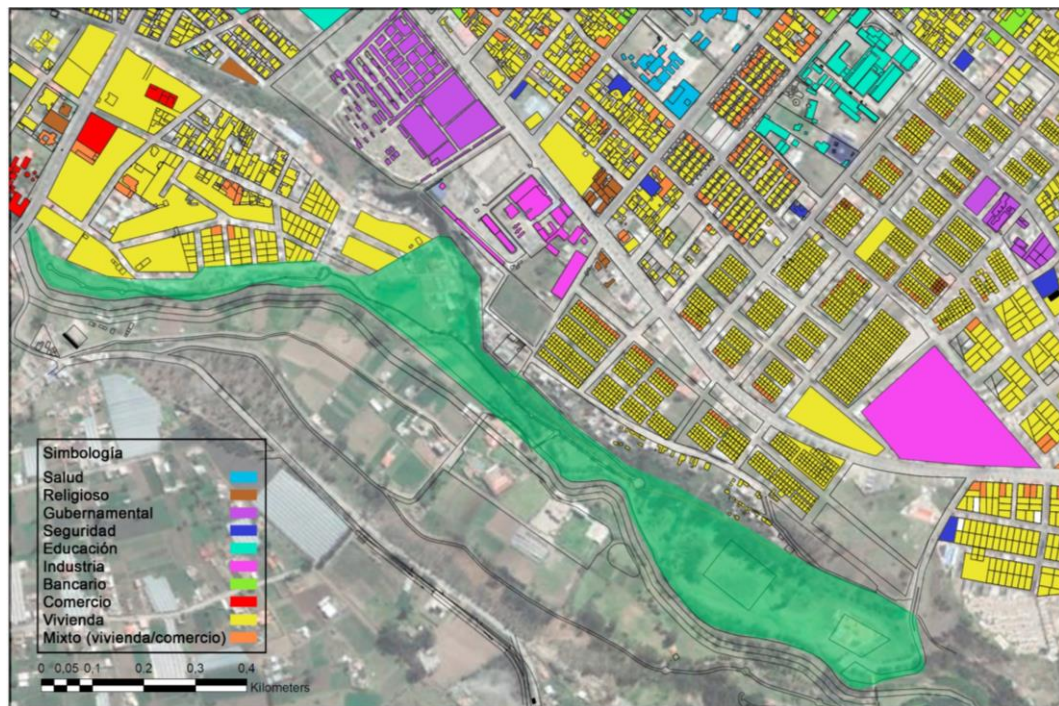 Simbología
Salud
Religioso
Gubernamental
Seguridad
Educación
Industria
Bancario
Comercio
Vivienda
Mixto (vivienda/comercio)
0 0,05 0,1 0.2 0.3 0.4
Kilometers